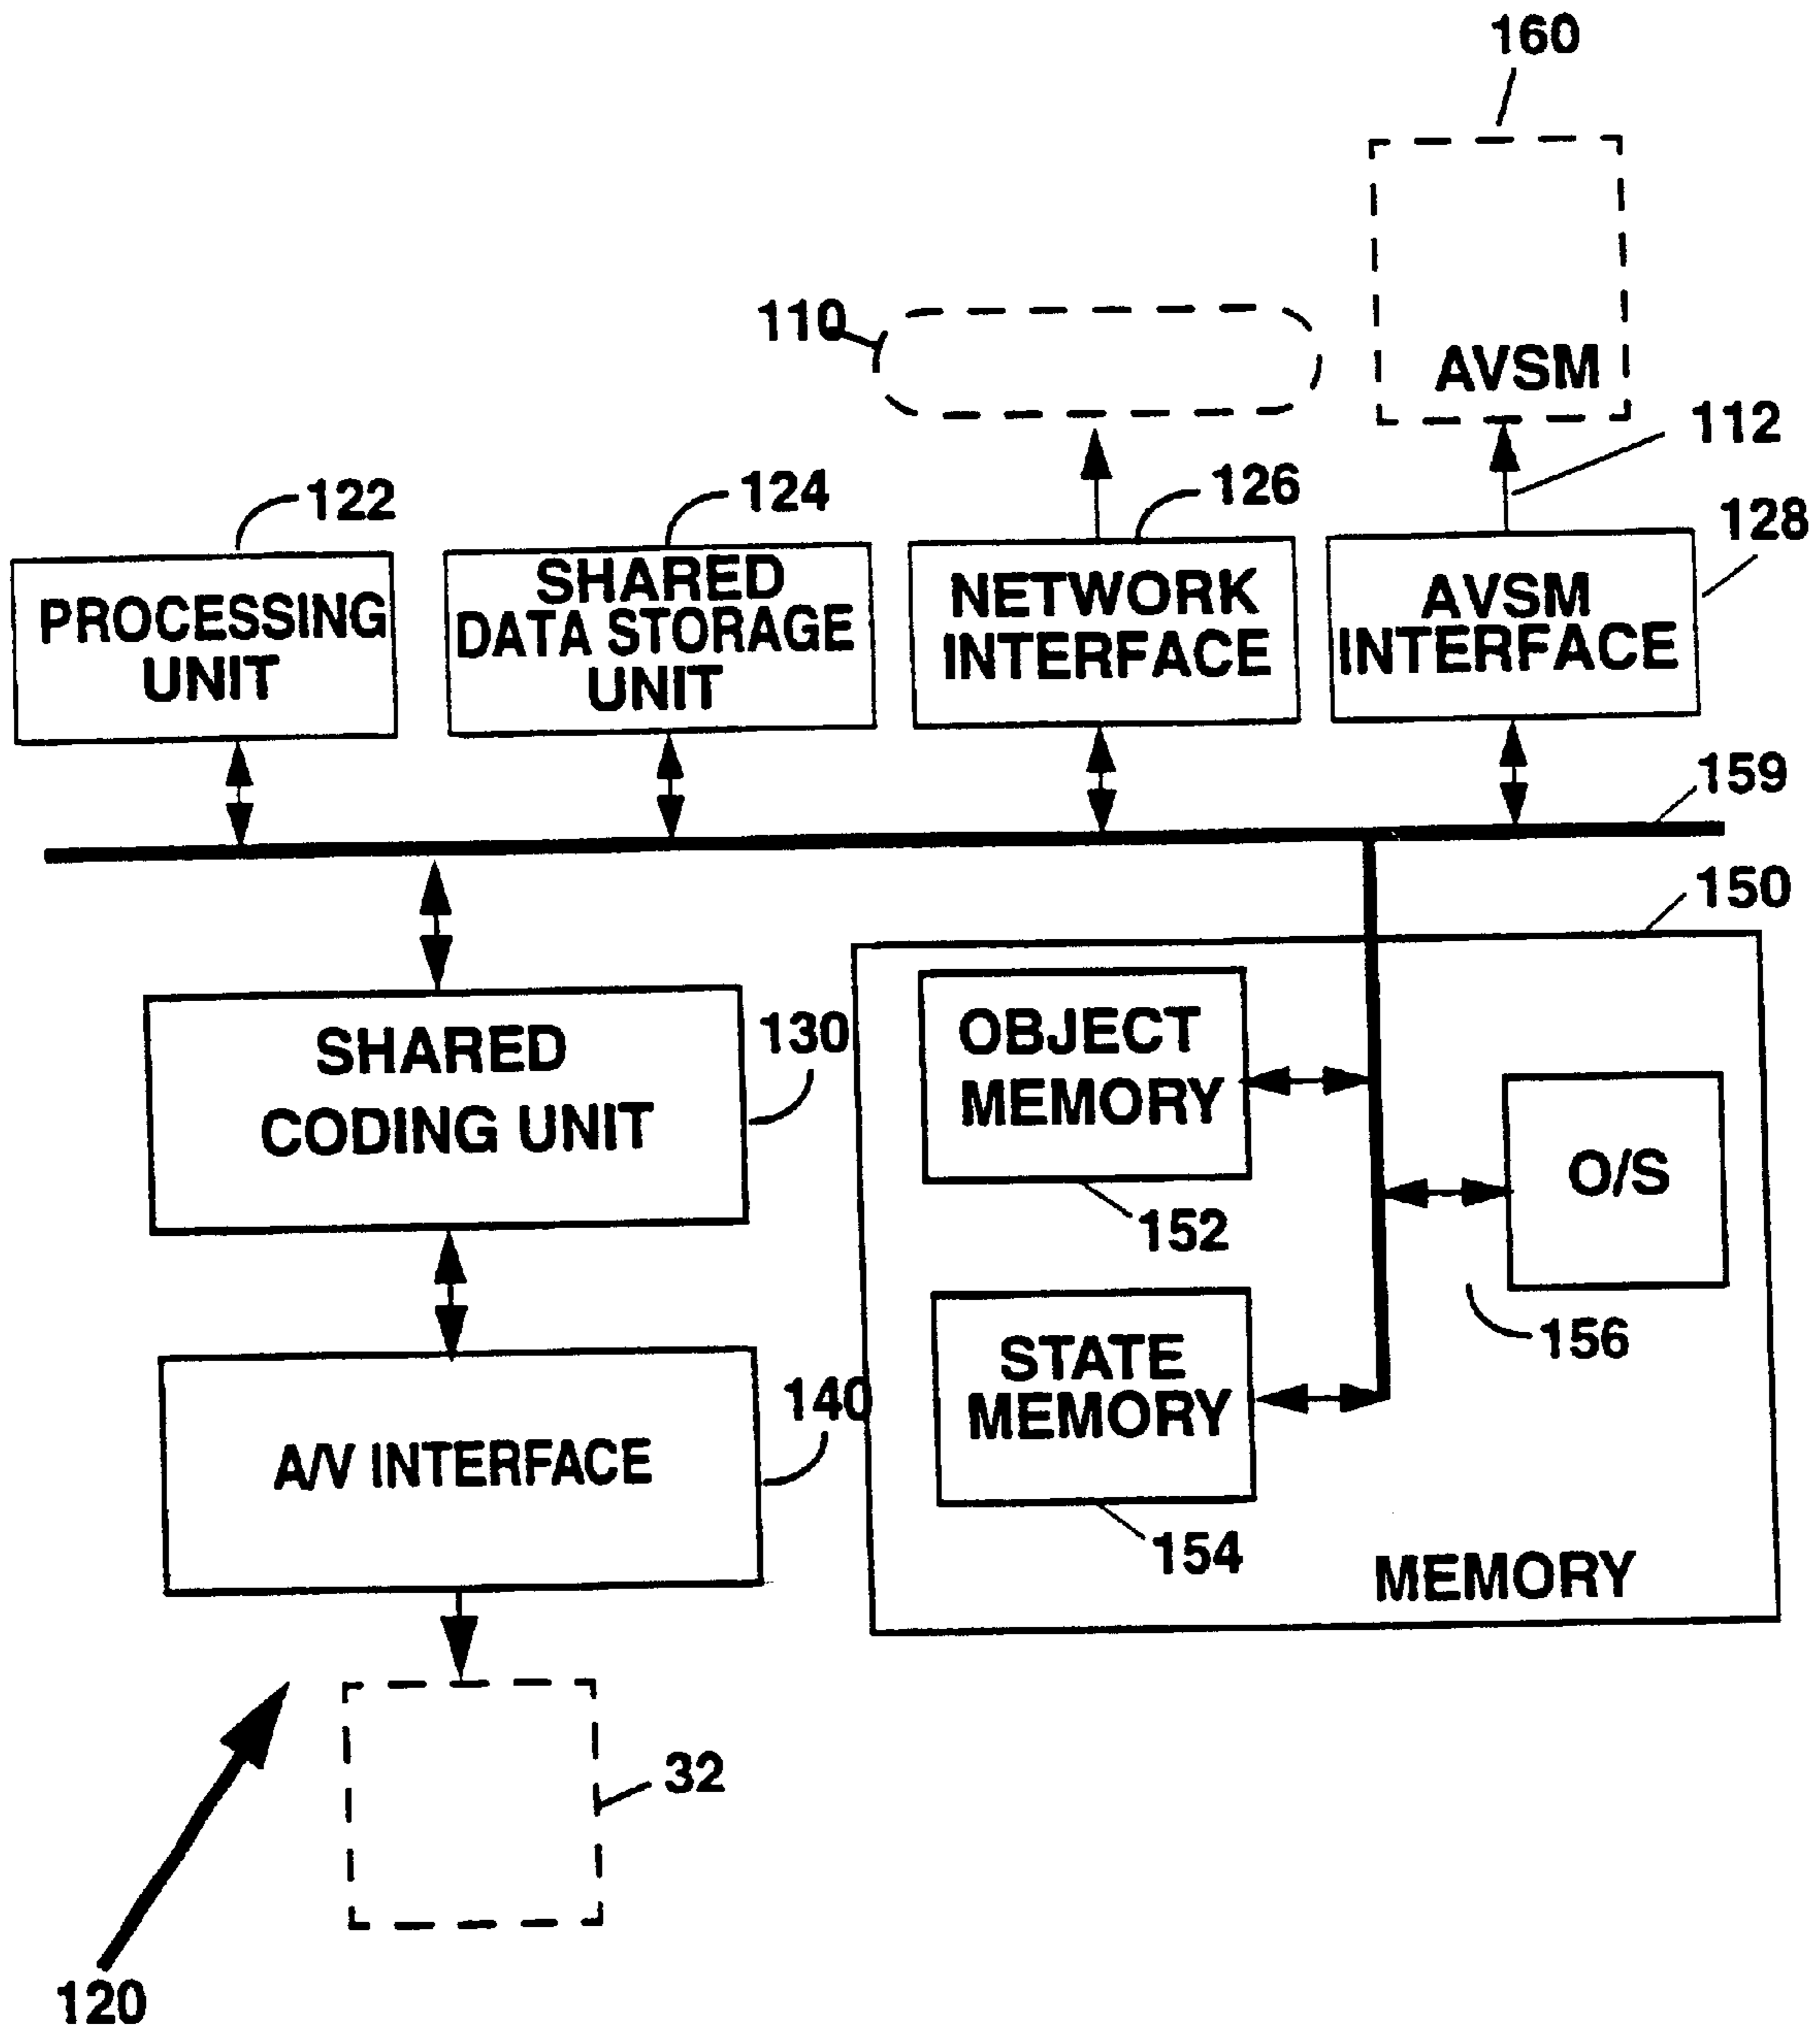 160
110
AVSM
112
122
124
126
128
PROCESSING
UNIT
SHARED
DATA STORAGE
UNIT
NETWORK
INTERFACE
AVSM
INTERFACE
159
150
SHARED
CODING UNIT
130
OBJECT
MEMORY
152
O/S
156
A/V INTERFACE
140
STATE
MEMORY
154
MEMORY
32
120